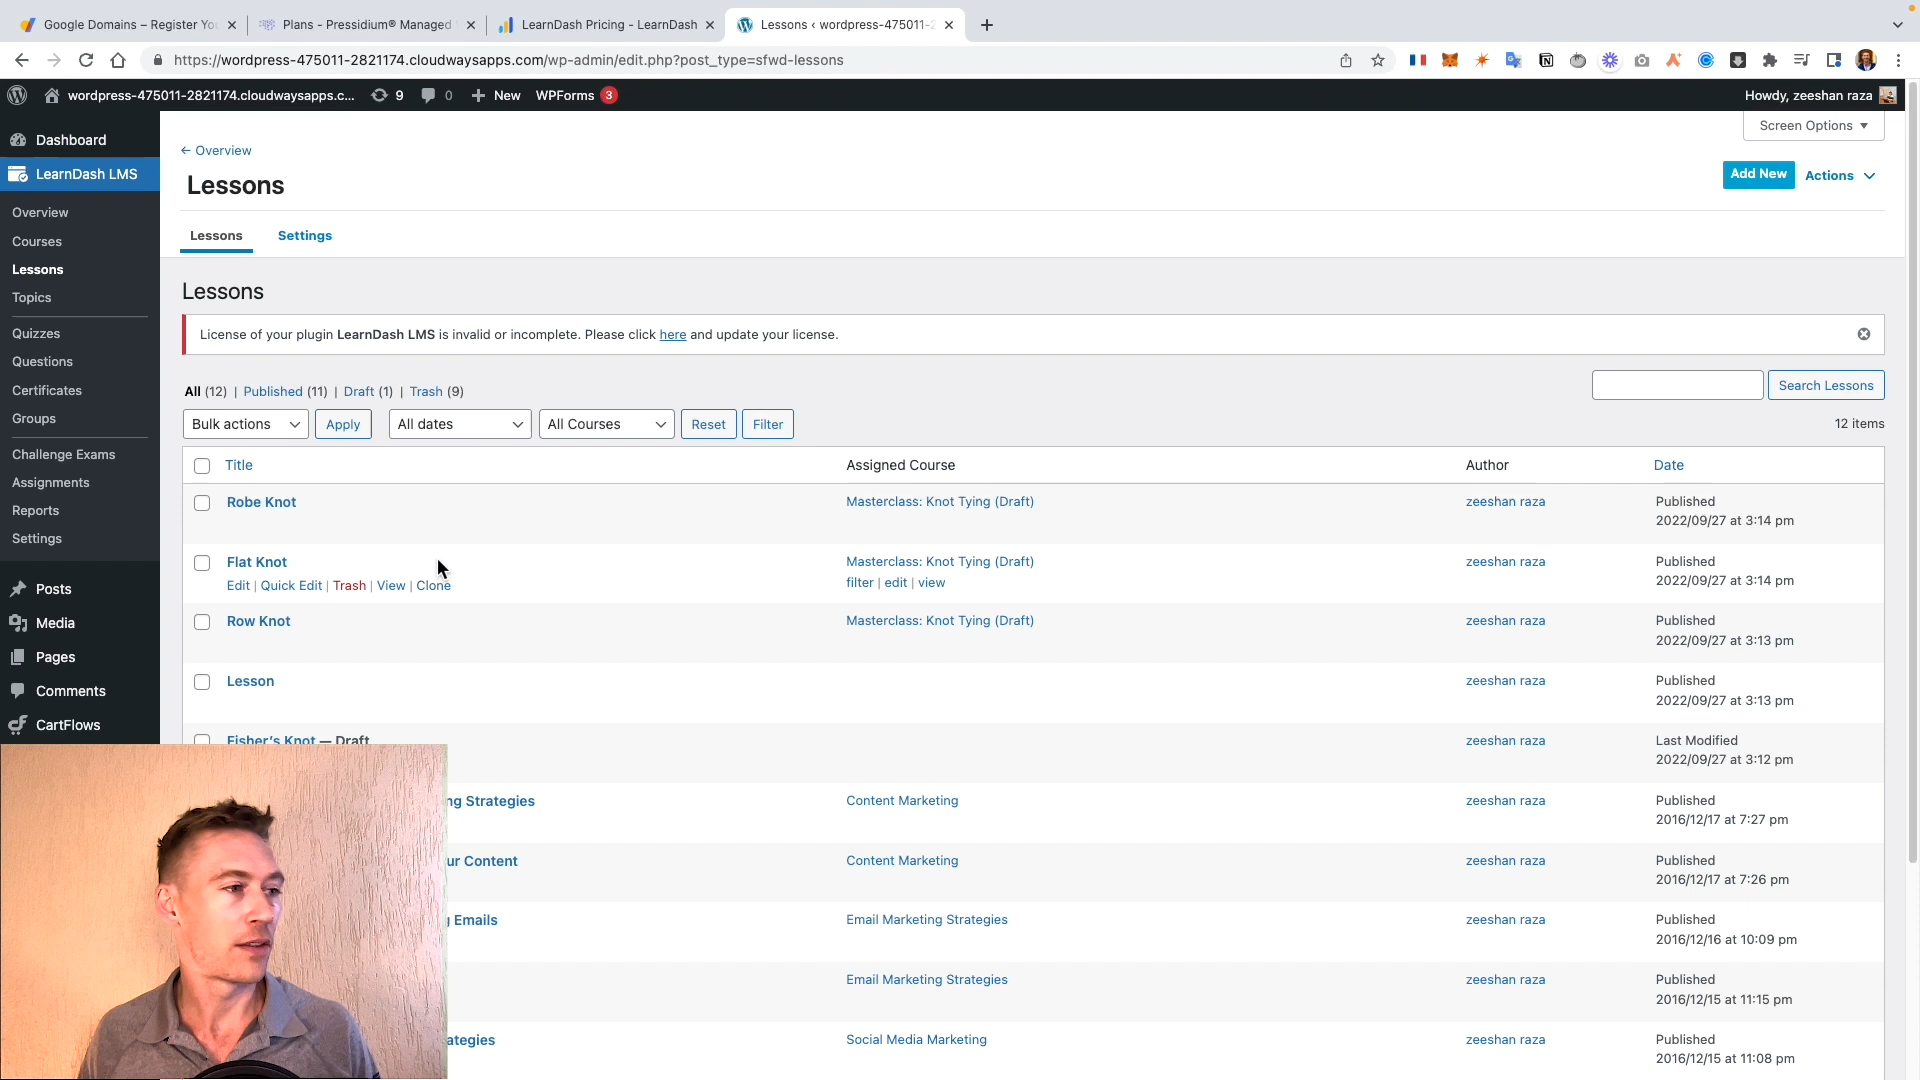 Google Domains – Register Yo
Plans - Pressidium® Managed
LearnDash Pricing - LearnDash
Lessons ‹ wordpress-475011-2
https://wordpress-475011-2821174.cloudwaysapps.com/wp-admin/edit.php?post_type=sfwd-lessons
wordpress-475011-2821174.cloudwaysapps.c... 9 0 New WPForms 3 Howdy, zeeshan raza
Screen Options
Dashboard
LearnDash LMS
Overview
Courses
Lessons
Topics
Quizzes
Questions
Certificates
Groups
Challenge Exams
Assignments
Reports
Settings
Posts
Media
Pages
Comments
CartFlows
← Overview
Lessons
Add New Actions
Lessons Settings
Lessons
License of your plugin LearnDash LMS is invalid or incomplete. Please click here and update your license.
All (12) | Published (11) | Draft (1) | Trash (9)
Search Lessons
Bulk actions Apply All dates All Courses Reset Filter 12 items
Title Assigned Course Author Date
Robe Knot Masterclass: Knot Tying (Draft) zeeshan raza Published
2022/09/27 at 3:14 pm
Flat Knot Masterclass: Knot Tying (Draft) zeeshan raza Published
Edit | Quick Edit | Trash | View | Clone filter | edit | view 2022/09/27 at 3:14 pm
Row Knot Masterclass: Knot Tying (Draft) zeeshan raza Published
2022/09/27 at 3:13 pm
Lesson zeeshan raza Published
2022/09/27 at 3:13 pm
Fisher's Knot — Draft zeeshan raza Last Modified
2022/09/27 at 3:12 pm
ng Strategies Content Marketing zeeshan raza Published
2016/12/17 at 7:27 pm
ur Content Content Marketing zeeshan raza Published
2016/12/17 at 7:26 pm
Emails Email Marketing Strategies zeeshan raza Published
2016/12/16 at 10:09 pm
Email Marketing Strategies zeeshan raza Published
2016/12/15 at 11:15 pm
ategies Social Media Marketing zeeshan raza Published
2016/12/15 at 11:08 pm